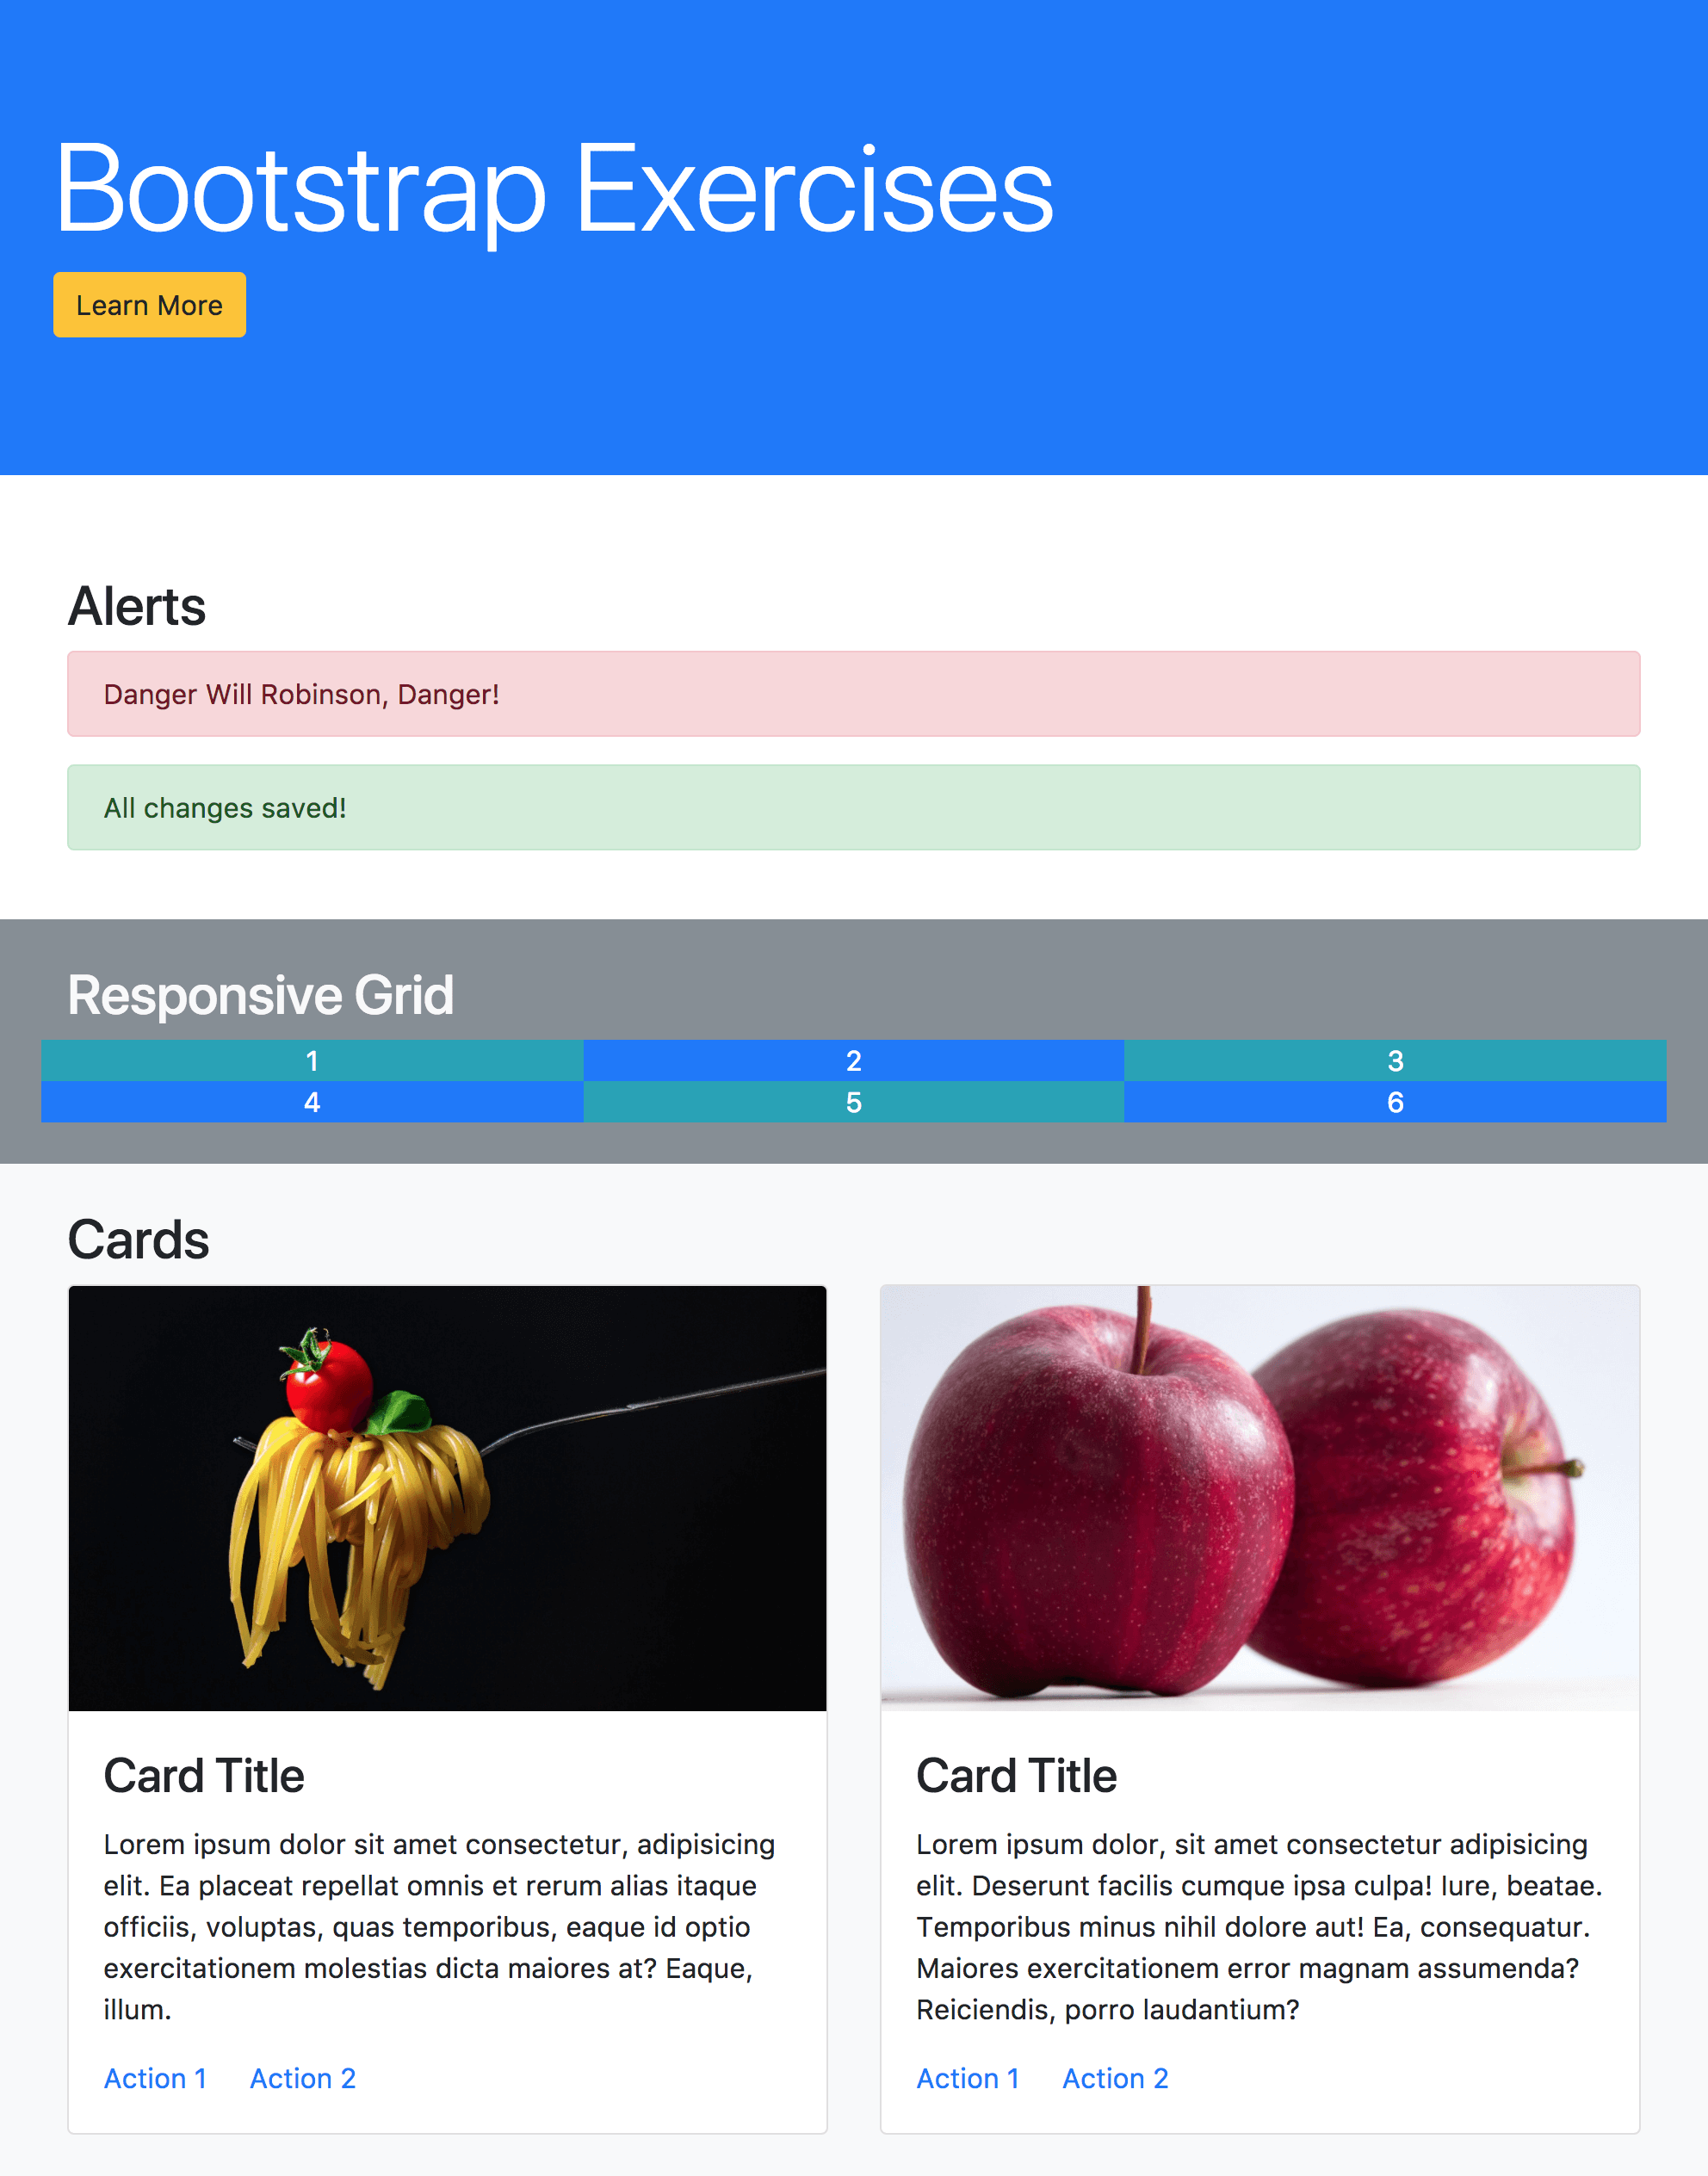 Bootstrap Exercises
Learn More
Alerts
Danger Will Robinson, Danger!
All changes saved!
Responsive Grid
1 2 3
4 5 6
Cards
Card Title
Lorem ipsum dolor sit amet consectetur, adipisicing
elit. Ea placeat repellat omnis et rerum alias itaque
officiis, voluptas, quas temporibus, eaque id optio
exercitationem molestias dicta maiores at? Eaque,
illum.
Action 1 Action 2
Card Title
Lorem ipsum dolor, sit amet consectetur adipisicing
elit. Deserunt facilis cumque ipsa culpa! Iure, beatae.
Temporibus minus nihil dolore aut! Ea, consequatur.
Maiores exercitationem error magnam assumenda?
Reiciendis, porro laudantium?
Action 1 Action 2